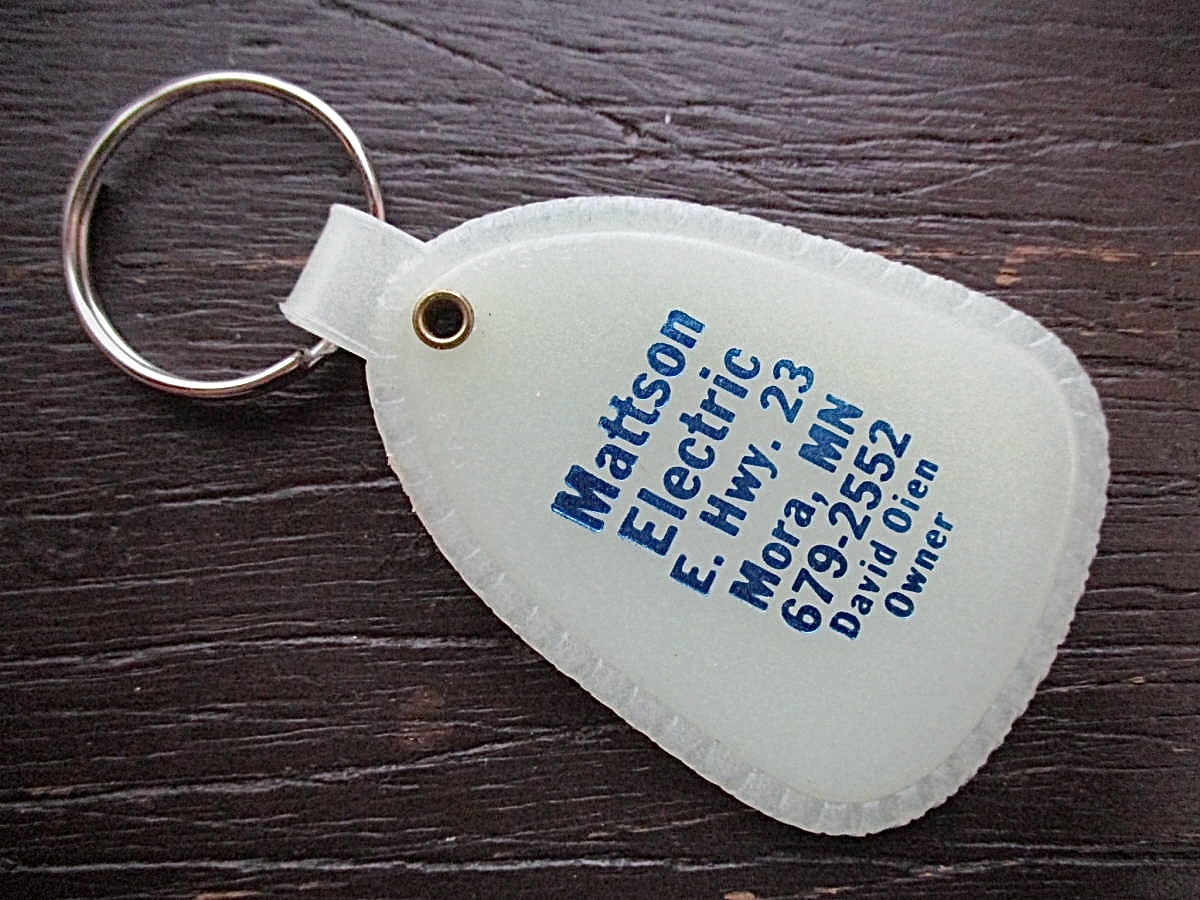 Mattson
Electric
E. Hwy. 23
Mora, MN
679-2552
David Oien
Owner